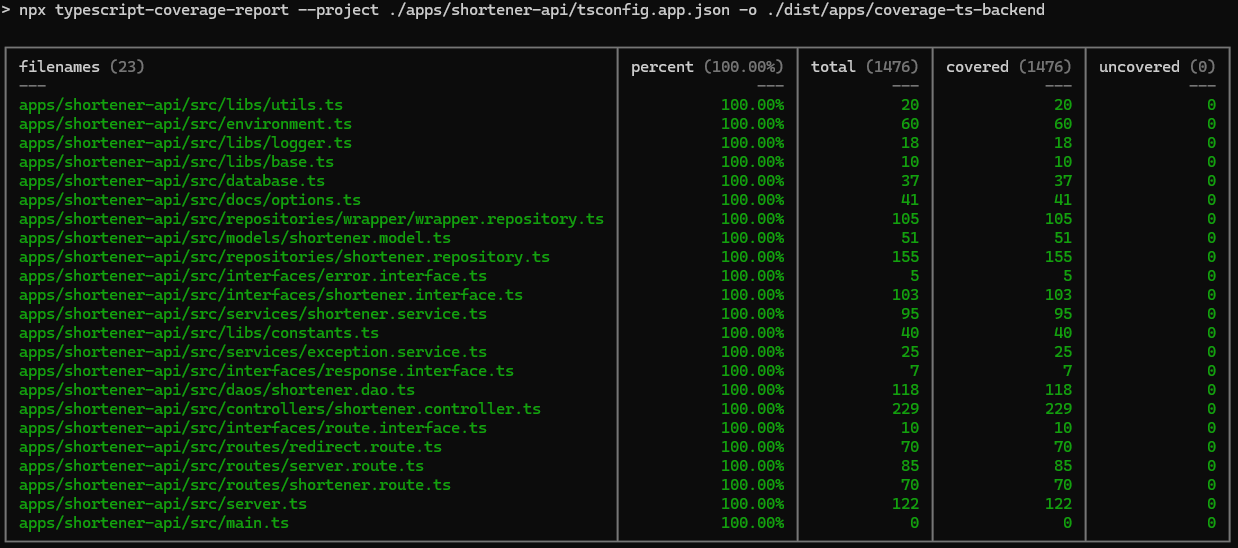 > npx typescript-coverage-report --project ./apps/shortener-api/tsconfig.app.json -o ./dist/apps/coverage-ts-backend
filenames (23) percent (100.00%) total (1476) covered (1476) uncovered (0)
--- --- --- --- ---
apps/shortener-api/src/libs/utils.ts 100.00% 20 20 0
apps/shortener-api/src/environment.ts 100.00% 60 60 0
apps/shortener-api/src/libs/logger.ts 100.00% 18 18 0
apps/shortener-api/src/libs/base.ts 100.00% 10 10 0
apps/shortener-api/src/database.ts 100.00% 37 37 0
apps/shortener-api/src/docs/options.ts 100.00% 41 41 0
apps/shortener-api/src/repositories/wrapper/wrapper.repository.ts 100.00% 105 105 0
apps/shortener-api/src/models/shortener.model.ts 100.00% 51 51 0
apps/shortener-api/src/repositories/shortener.repository.ts 100.00% 155 155 0
apps/shortener-api/src/interfaces/error.interface.ts 100.00% 5 5 0
apps/shortener-api/src/interfaces/shortener.interface.ts 100.00% 103 103 0
apps/shortener-api/src/services/shortener.service.ts 100.00% 95 95 0
apps/shortener-api/src/libs/constants.ts 100.00% 40 40 0
apps/shortener-api/src/services/exception.service.ts 100.00% 25 25 0
apps/shortener-api/src/interfaces/response.interface.ts 100.00% 7 7 0
apps/shortener-api/src/daos/shortener.dao.ts 100.00% 118 118 0
apps/shortener-api/src/controllers/shortener.controller.ts 100.00% 229 229 0
apps/shortener-api/src/interfaces/route.interface.ts 100.00% 10 10 0
apps/shortener-api/src/routes/redirect.route.ts 100.00% 70 70 0
apps/shortener-api/src/routes/server.route.ts 100.00% 85 85 0
apps/shortener-api/src/routes/shortener.route.ts 100.00% 70 70 0
apps/shortener-api/src/server.ts 100.00% 122 122 0
apps/shortener-api/src/main.ts 100.00% 0 0 0